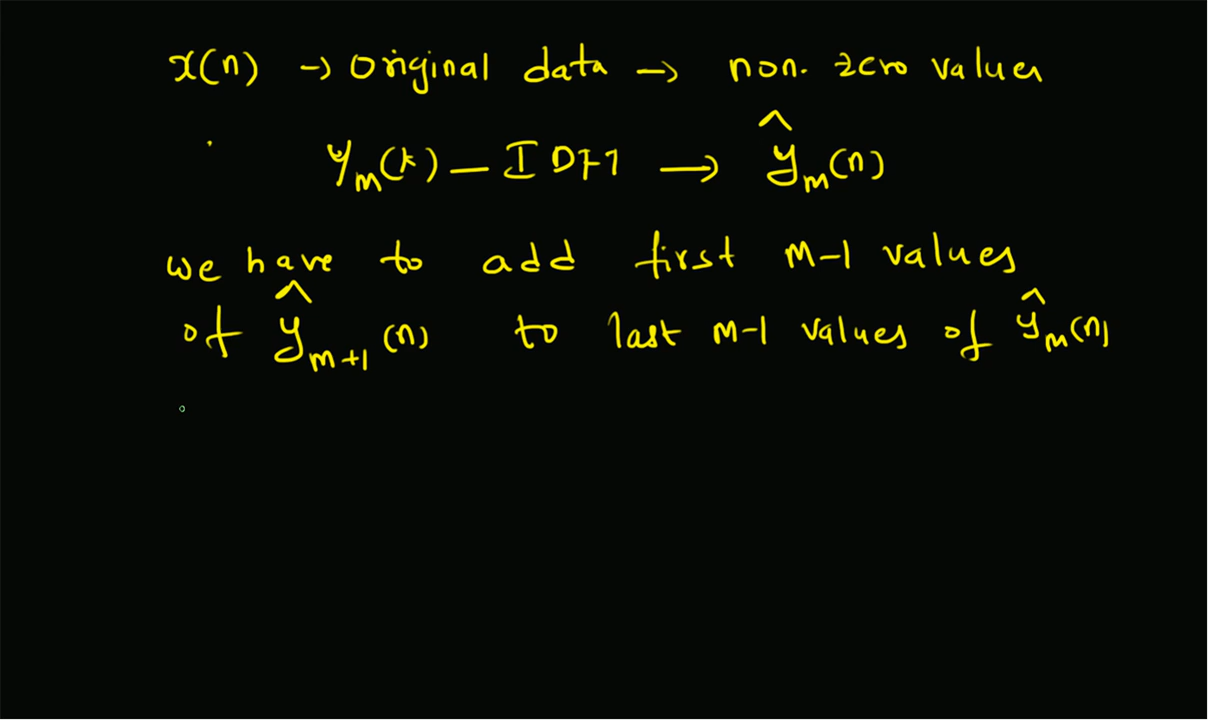 x(n) → original data → non. zero values
Yₘ(k) – IDFT → ŷₘ(n)
we have to add first M-1 values
of ŷₘ₊₁(n) to last M-1 values of ŷₘ(n)